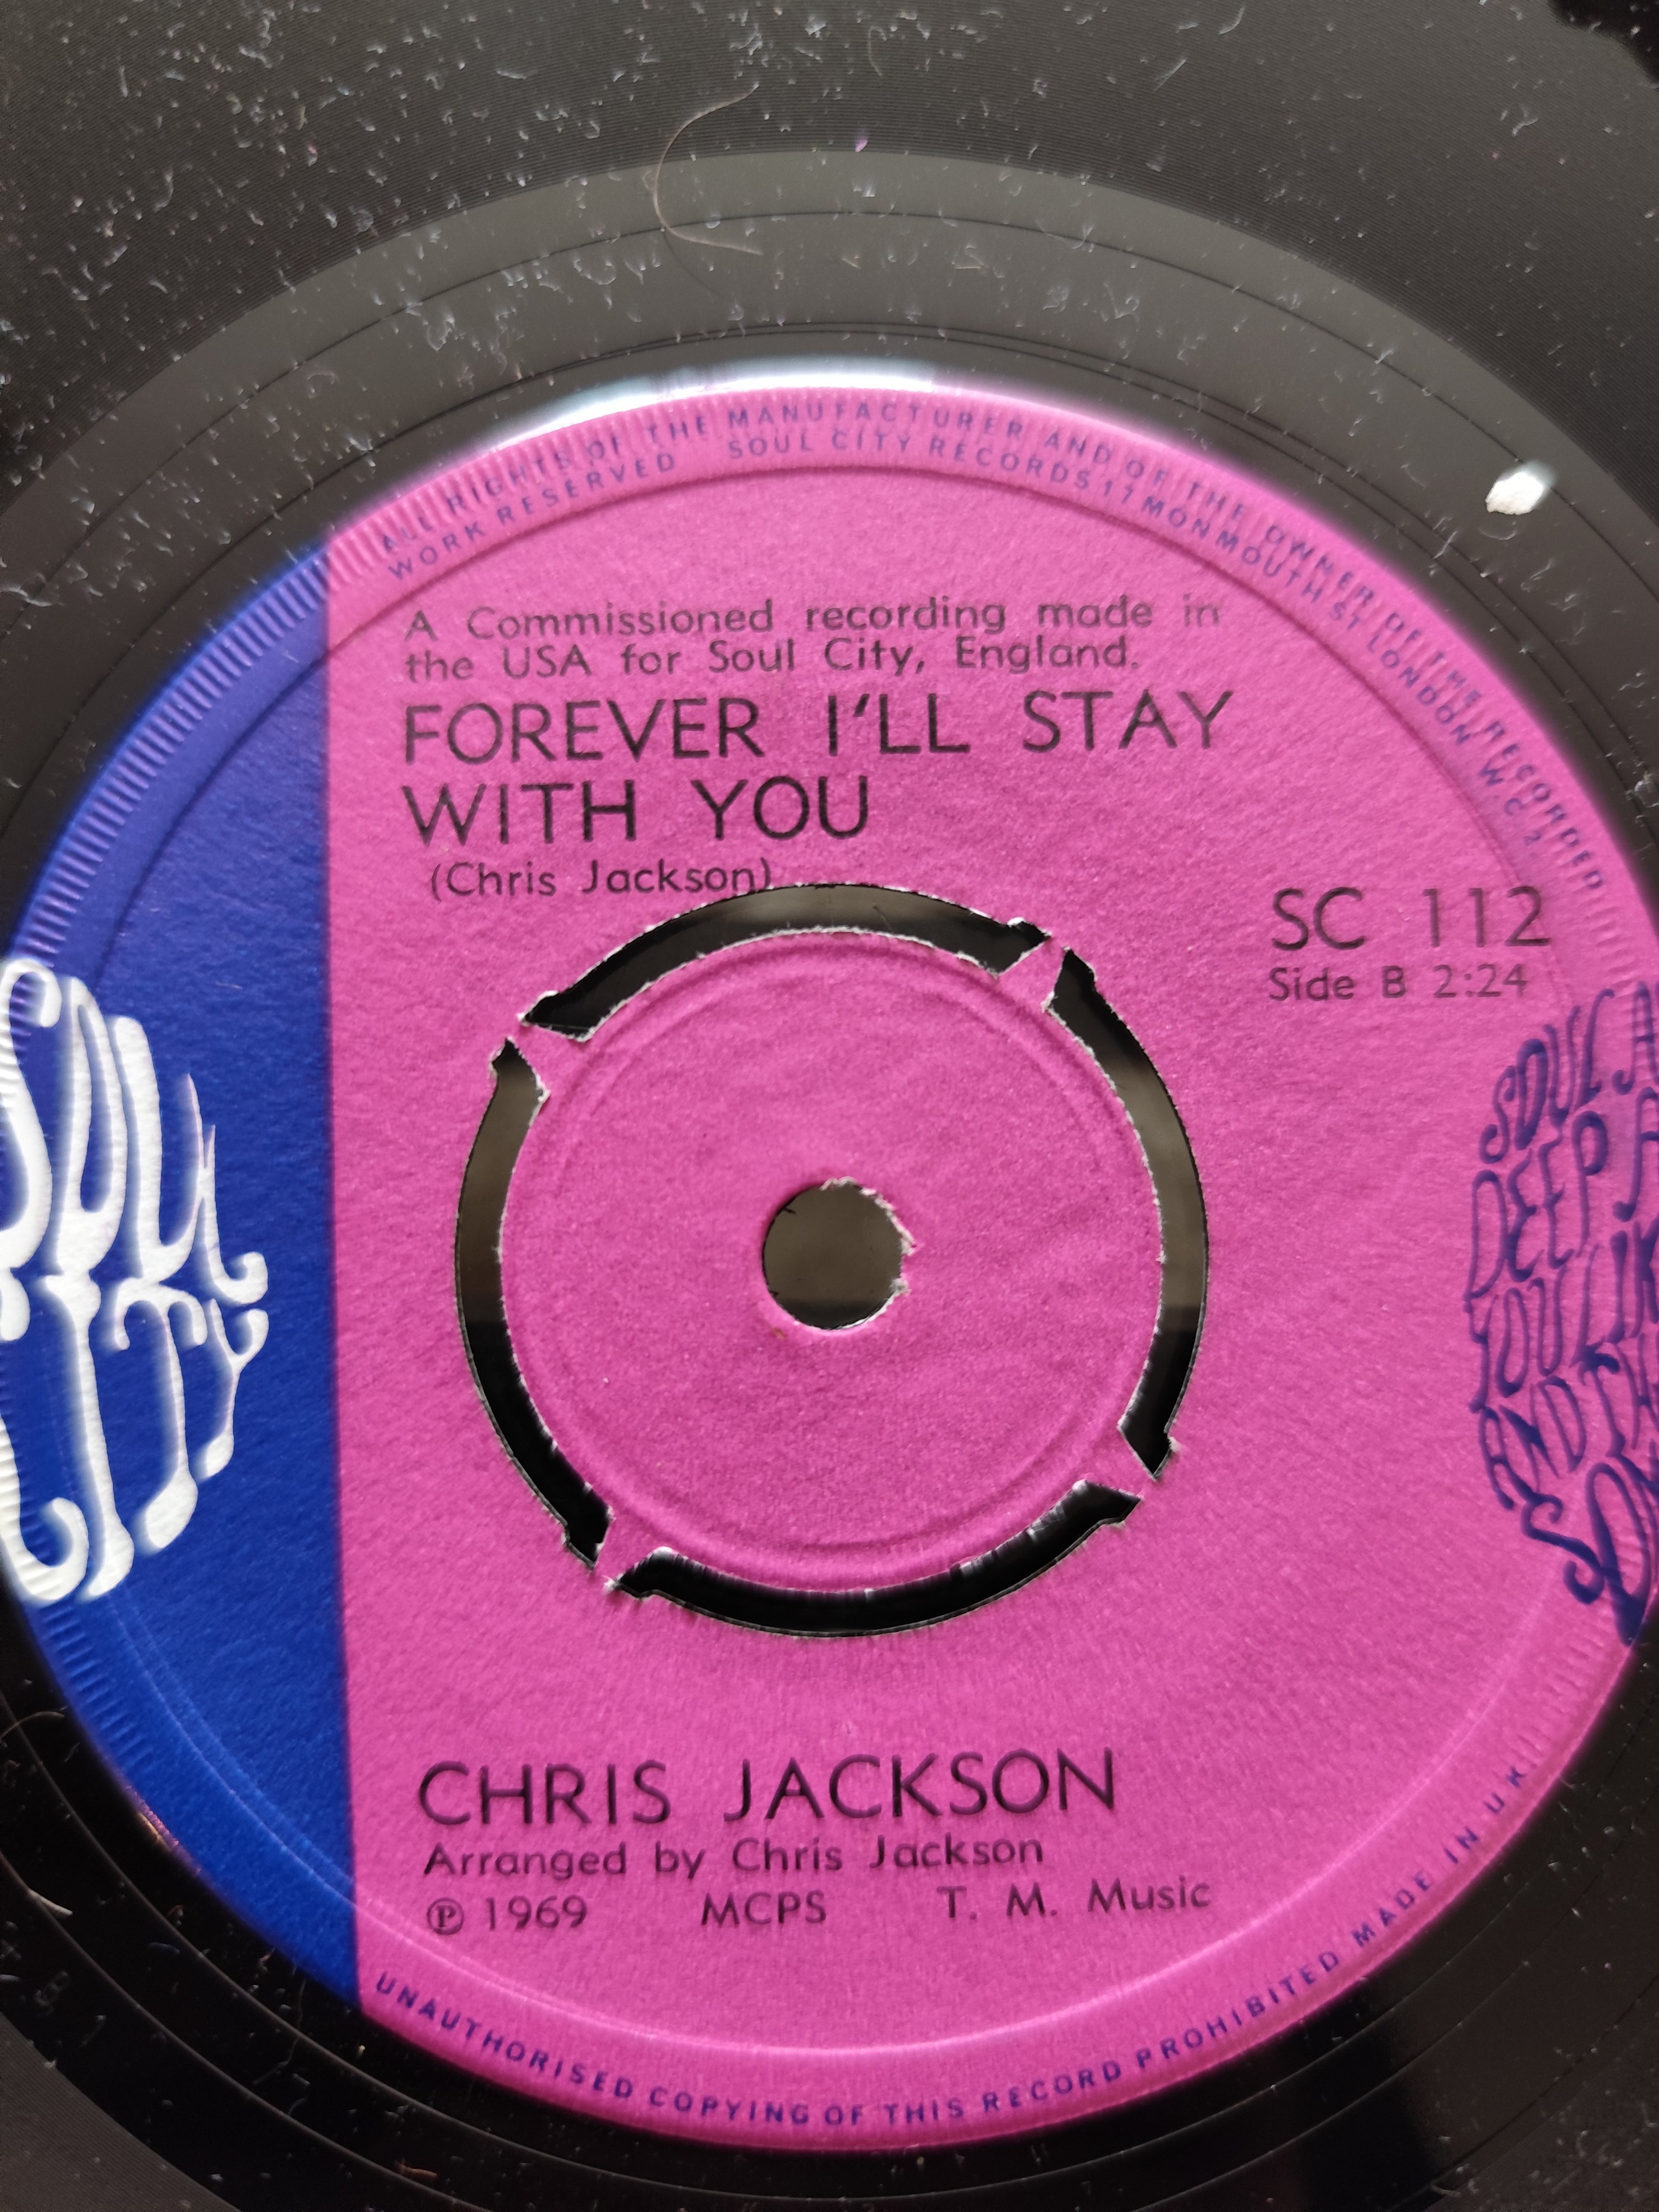 ALL RIGHTS OF THE MANUFACTURER AND OF THE OWNER OF THE RECORDED
WORK RESERVED SOUL CITY RECORDS 17 MONMOUTH ST LONDON W.C.2
A Commissioned recording made in
the USA for Soul City, England.
FOREVER I'LL STAY
WITH YOU
(Chris Jackson)
SC 112
Side B 2:24
SOUL
CITY
SOUL
DEEP
AND
CHRIS JACKSON
Arranged by Chris Jackson
℗ 1969 MCPS T. M. Music
UNAUTHORISED COPYING OF THIS RECORD PROHIBITED MADE IN U.K.